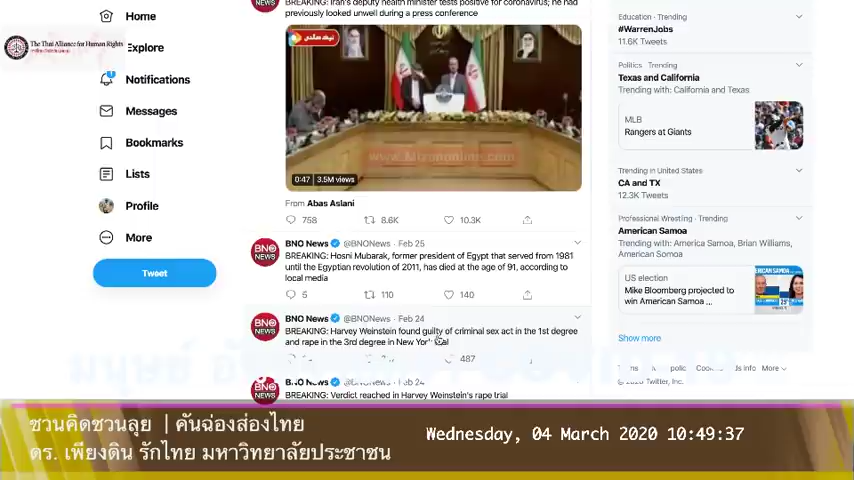 Home
The Thai Alliance for Human Rights
Explore
Notifications
Messages
Bookmarks
Lists
Profile
More
Tweet
BREAKING: Iran's deputy health minister tests positive for coronavirus; he had
previously looked unwell during a press conference
0:47 3.5M views
From Abas Aslani
758 8.6K 10.3K
BNO News @BNONews · Feb 25
BREAKING: Hosni Mubarak, former president of Egypt that served from 1981
until the Egyptian revolution of 2011, has died at the age of 91, according to
local media
5 110 140
BNO News @BNONews · Feb 24
BREAKING: Harvey Weinstein found guilty of criminal sex act in the 1st degree
and rape in the 3rd degree in New York
487
BNO News @BNONews · Feb 24
BREAKING: Verdict reached in Harvey Weinstein's rape trial
Education · Trending
#WarrenJobs
11.6K Tweets
Politics · Trending
Texas and California
Trending with: California and Texas
MLB
Rangers at Giants
Trending in United States
CA and TX
12.3K Tweets
Professional Wrestling · Trending
American Samoa
Trending with: America Samoa, Brian Williams,
American Somoa
US election
Mike Bloomberg projected to
win American Samoa ...
Show more
More
© 2020 Twitter, Inc.
ชวนคิดชวนลุย | คันฉ่องส่องไทย
ดร. เพียงดิน รักไทย มหาวิทยาลัยประชาชน
Wednesday, 04 March 2020 10:49:37